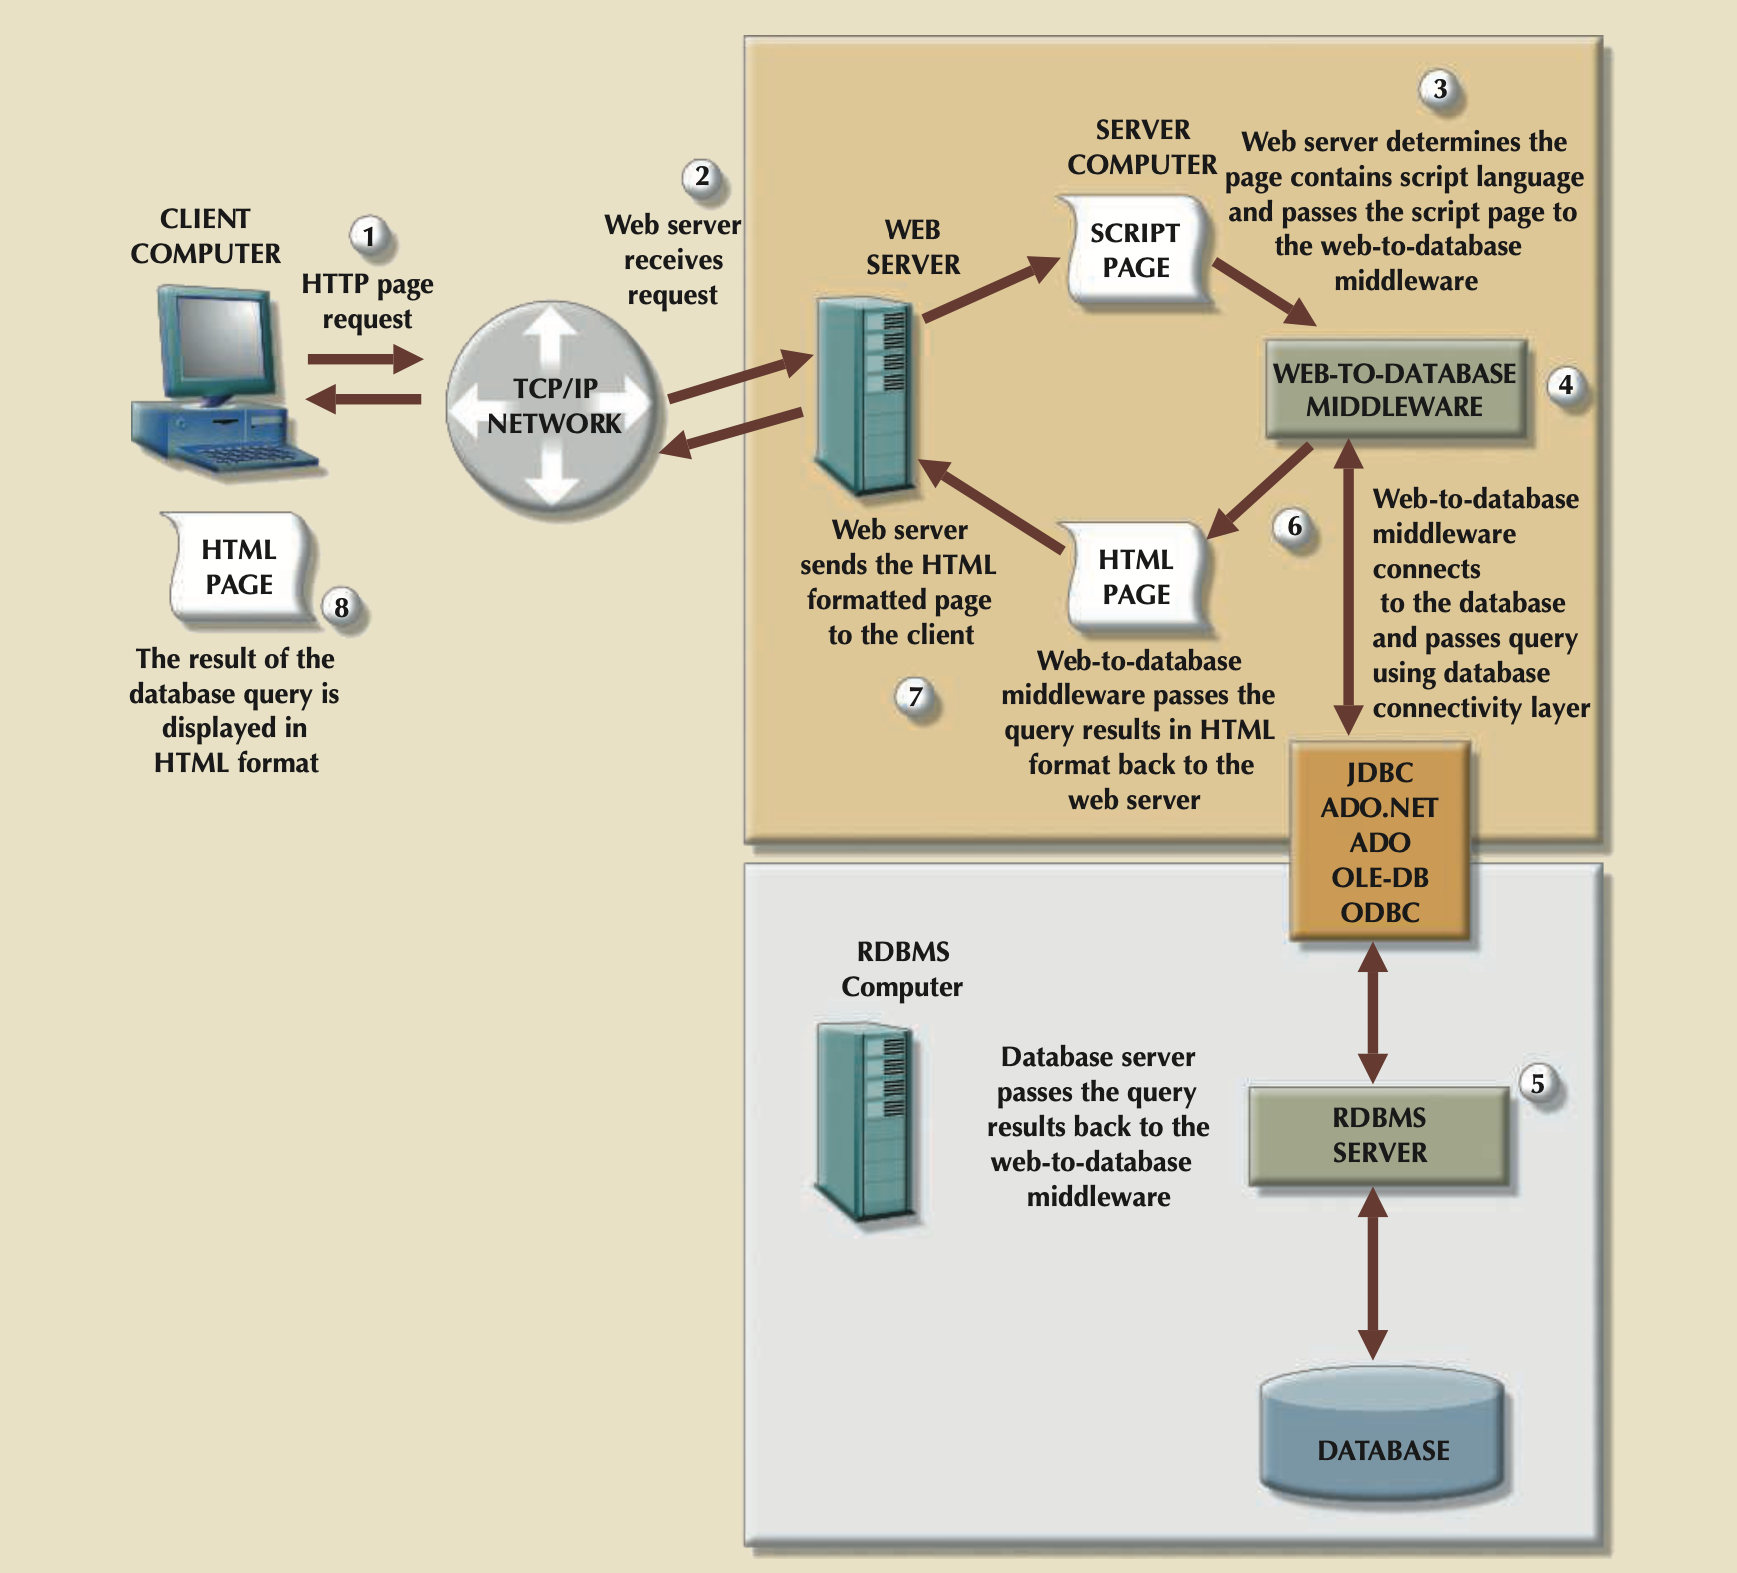 CLIENT
COMPUTER
1
HTTP page
request
TCP/IP
NETWORK
2
Web server
receives
request
WEB
SERVER
SERVER
COMPUTER
SCRIPT
PAGE
3
Web server determines the
page contains script language
and passes the script page to
the web-to-database
middleware
WEB-TO-DATABASE
MIDDLEWARE
4
Web-to-database
middleware
connects
to the database
and passes query
using database
connectivity layer
JDBC
ADO.NET
ADO
OLE-DB
ODBC
RDBMS
Computer
Database server
passes the query
results back to the
web-to-database
middleware
5
RDBMS
SERVER
DATABASE
6
HTML
PAGE
Web-to-database
middleware passes the
query results in HTML
format back to the
web server
Web server
sends the HTML
formatted page
to the client
7
HTML
PAGE
8
The result of the
database query is
displayed in
HTML format